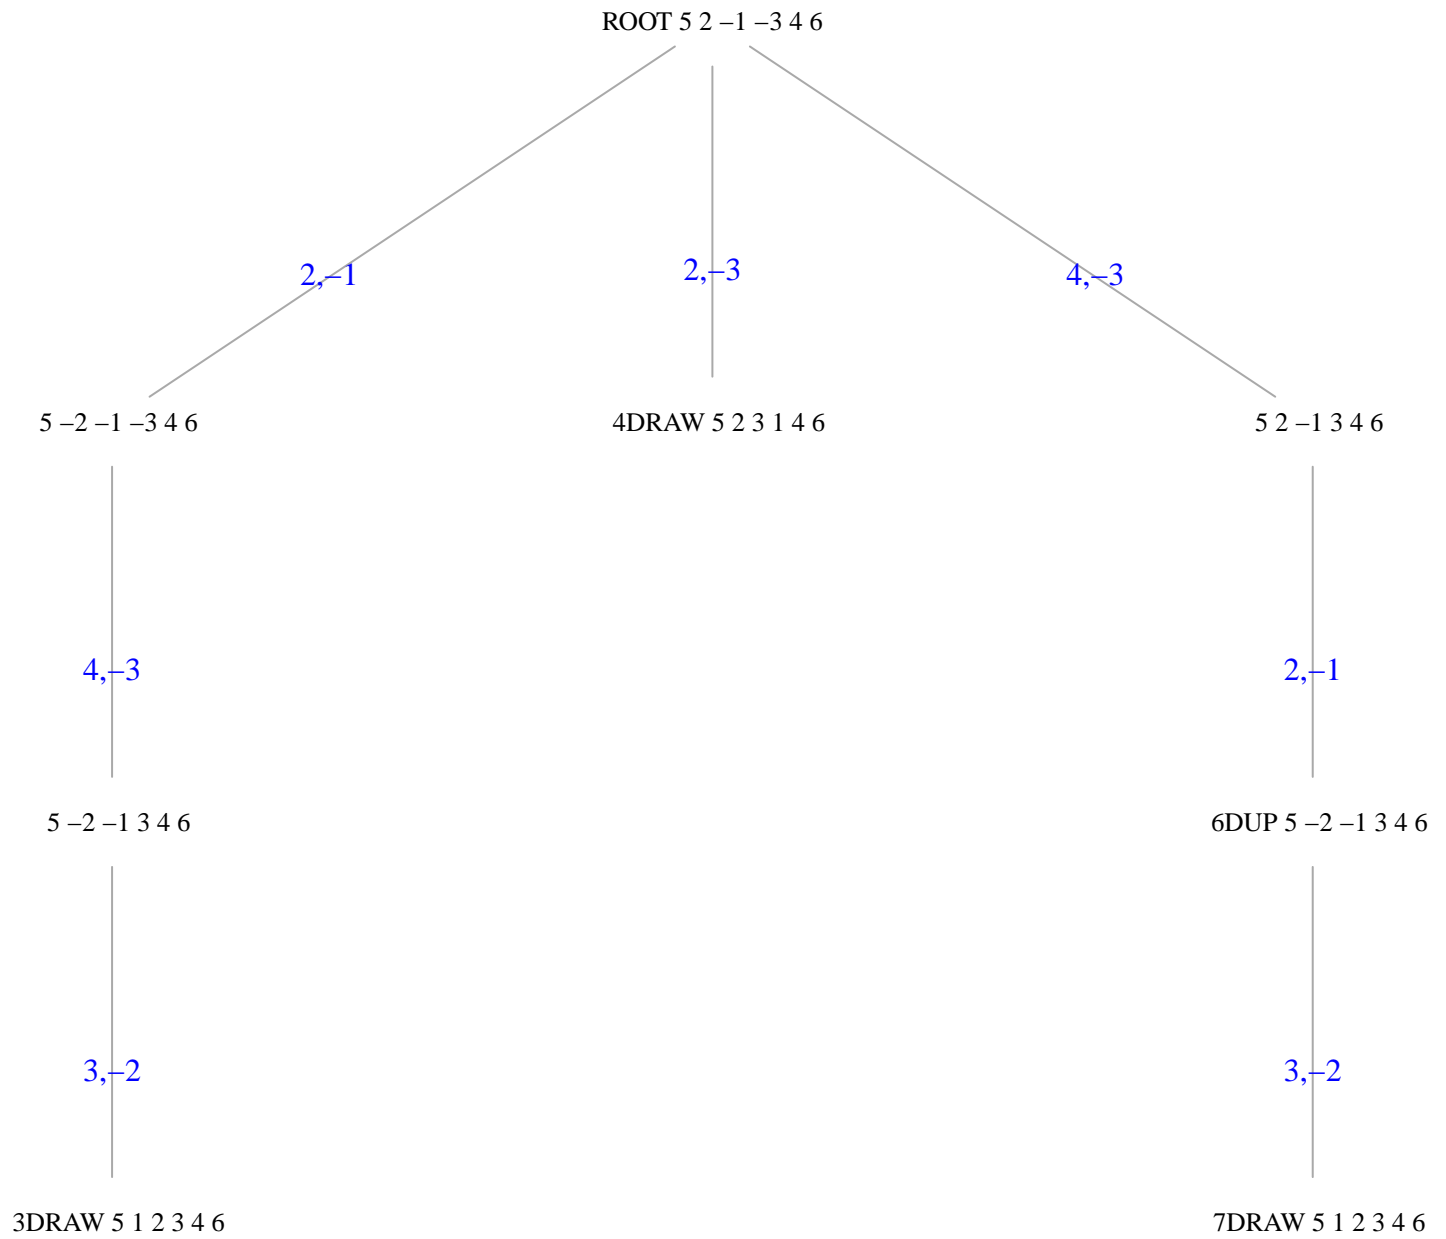 ROOT 5 2 –1 –3 4 6
2,–1
2,–3
4,–3
5 –2 –1 –3 4 6
4DRAW 5 2 3 1 4 6
5 2 –1 3 4 6
4,–3
2,–1
5 –2 –1 3 4 6
6DUP 5 –2 –1 3 4 6
3,–2
3,–2
3DRAW 5 1 2 3 4 6
7DRAW 5 1 2 3 4 6